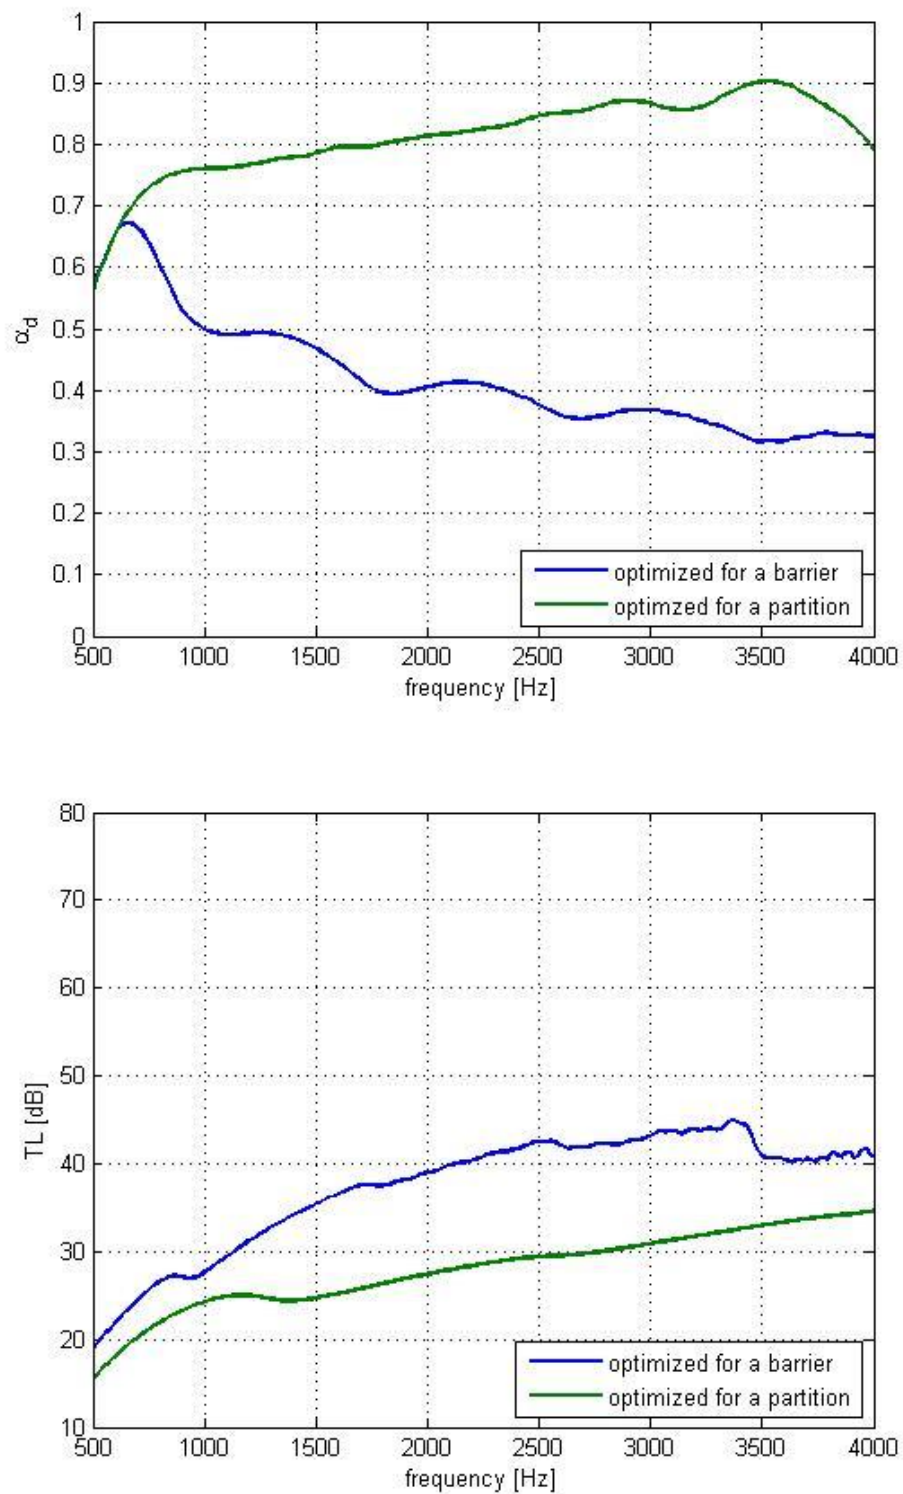 1
0.9
0.8
0.7
0.6
0.5
0.4
0.3
0.2
0.1
0
α_d
optimized for a barrier
optimzed for a partition
500 1000 1500 2000 2500 3000 3500 4000
frequency [Hz]
80
70
60
50
40
30
20
10
TL [dB]
optimized for a barrier
optimized for a partition
500 1000 1500 2000 2500 3000 3500 4000
frequency [Hz]